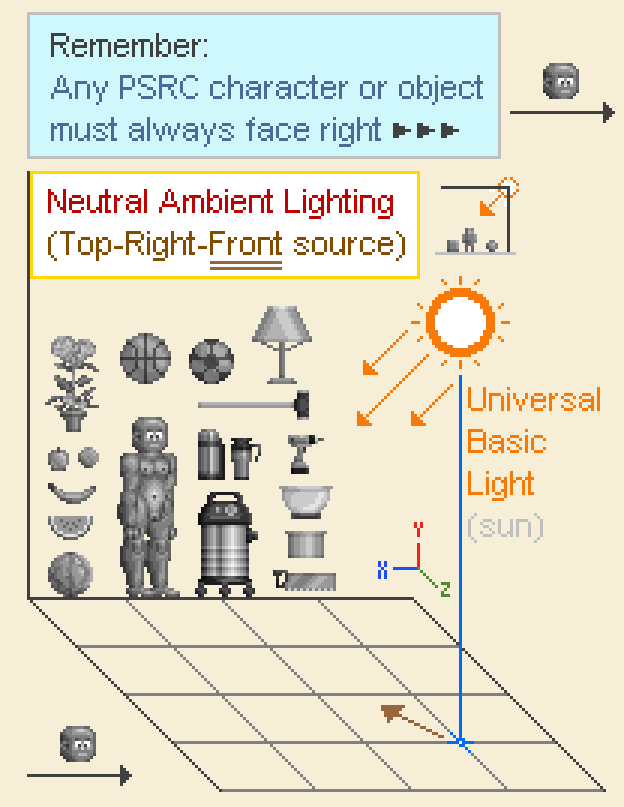 Remember:
Any PSRC character or object
must always face right ►►►
Neutral Ambient Lighting
(Top-Right-Front source)
Universal
Basic
Light
(sun)
Y
X
Z